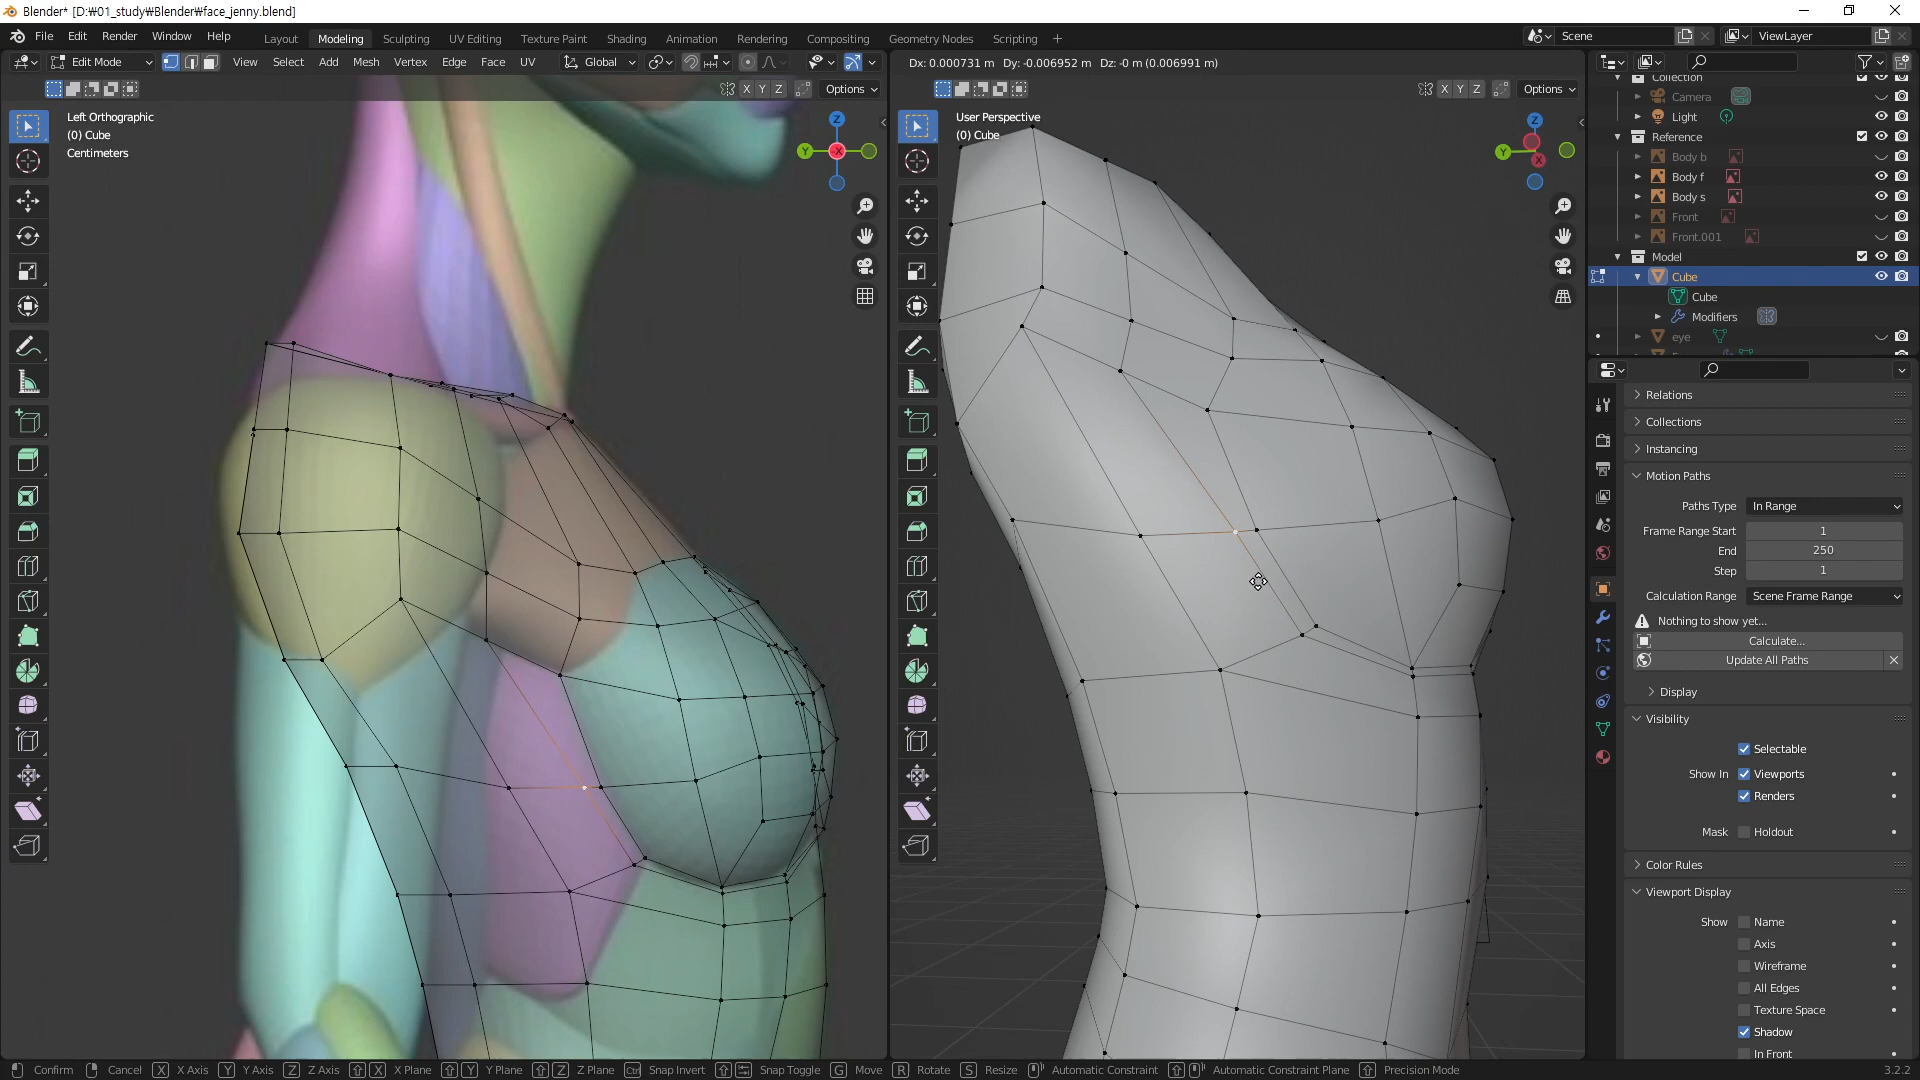 Blender* [D:₩01_study₩Blender₩face_jenny.blend]
File Edit Render Window Help
Layout Modeling Sculpting UV Editing Texture Paint Shading Animation Rendering Compositing Geometry Nodes Scripting +
Scene
ViewLayer
Edit Mode
View Select Add Mesh Vertex Edge Face UV
Global
Dx: 0.000731 m Dy: -0.006952 m Dz: -0 m (0.006991 m)
X Y Z Options
X Y Z Options
Left Orthographic
(0) Cube
Centimeters
User Perspective
(0) Cube
Z
Y
X
Z
Y
X
Collection
Camera
Light
Reference
Body b
Body f
Body s
Front
Front.001
Model
Cube
Cube
Modifiers
eye
Relations
Collections
Instancing
Motion Paths
Paths Type In Range
Frame Range Start 1
End 250
Step 1
Calculation Range Scene Frame Range
Nothing to show yet...
Calculate...
Update All Paths
Display
Visibility
Selectable
Show In Viewports
Renders
Mask Holdout
Color Rules
Viewport Display
Show Name
Axis
Wireframe
All Edges
Texture Space
Shadow
In Front
Confirm Cancel X X Axis Y Y Axis Z Z Axis X X Plane Y Y Plane Z Z Plane Ctrl Snap Invert Snap Toggle G Move R Rotate S Resize Automatic Constraint Automatic Constraint Plane Precision Mode
3.2.2